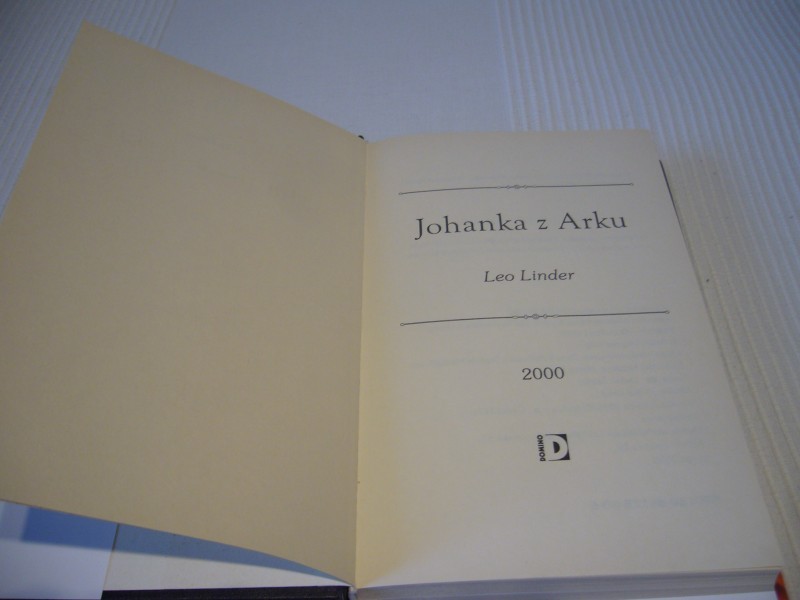 Johanka z Arku
Leo Linder
2000
DOMINO
D